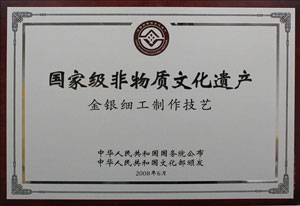 国家级非物质文化遗产
金银细工制作技艺
中华人民共和国国务院公布
中华人民共和国文化部颁发
2008年6月